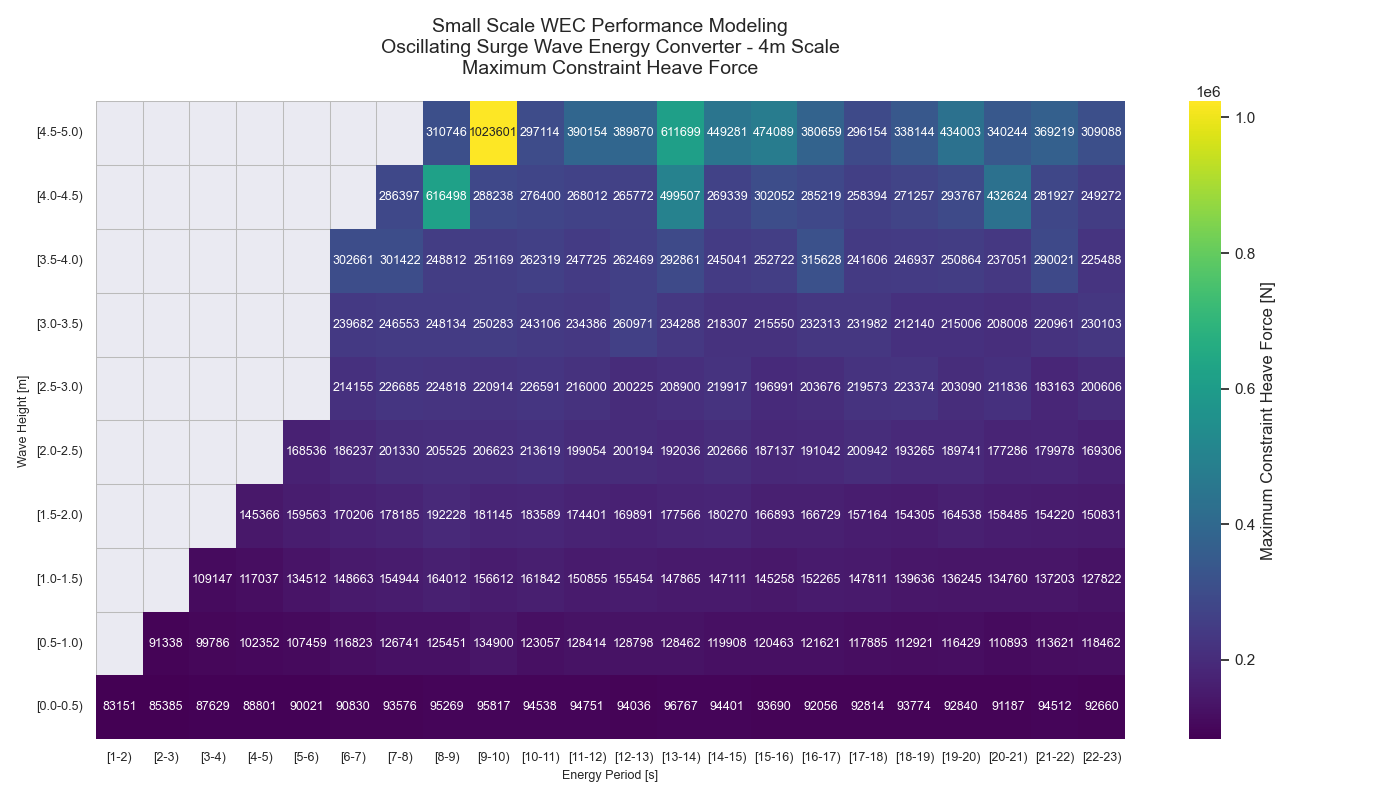 Small Scale WEC Performance Modeling
Oscillating Surge Wave Energy Converter - 4m Scale
Maximum Constraint Heave Force
1e6
[4.5-5.0) 310746 1023601 297114 390154 389870 611699 449281 474089 380659 296154 338144 434003 340244 369219 309088
[4.0-4.5) 286397 616498 288238 276400 268012 265772 499507 269339 302052 285219 258394 271257 293767 432624 281927 249272
[3.5-4.0) 302661 301422 248812 251169 262319 247725 262469 292861 245041 252722 315628 241606 246937 250864 237051 290021 225488
[3.0-3.5) 239682 246553 248134 250283 243106 234386 260971 234288 218307 215550 232313 231982 212140 215006 208008 220961 230103
[2.5-3.0) 214155 226685 224818 220914 226591 216000 200225 208900 219917 196991 203676 219573 223374 203090 211836 183163 200606
[2.0-2.5) 168536 186237 201330 205525 206623 213619 199054 200194 192036 202666 187137 191042 200942 193265 189741 177286 179978 169306
[1.5-2.0) 145366 159563 170206 178185 192228 181145 183589 174401 169891 177566 180270 166893 166729 157164 154305 164538 158485 154220 150831
[1.0-1.5) 109147 117037 134512 148663 154944 164012 156612 161842 150855 155454 147865 147111 145258 152265 147811 139636 136245 134760 137203 127822
[0.5-1.0) 91338 99786 102352 107459 116823 126741 125451 134900 123057 128414 128798 128462 119908 120463 121621 117885 112921 116429 110893 113621 118462
[0.0-0.5) 83151 85385 87629 88801 90021 90830 93576 95269 95817 94538 94751 94036 96767 94401 93690 92056 92814 93774 92840 91187 94512 92660
[1-2) [2-3) [3-4) [4-5) [5-6) [6-7) [7-8) [8-9) [9-10) [10-11) [11-12) [12-13) [13-14) [14-15) [15-16) [16-17) [17-18) [18-19) [19-20) [20-21) [21-22) [22-23)
Energy Period [s]
Wave Height [m]
1.0
0.8
0.6
0.4
0.2
Maximum Constraint Heave Force [N]